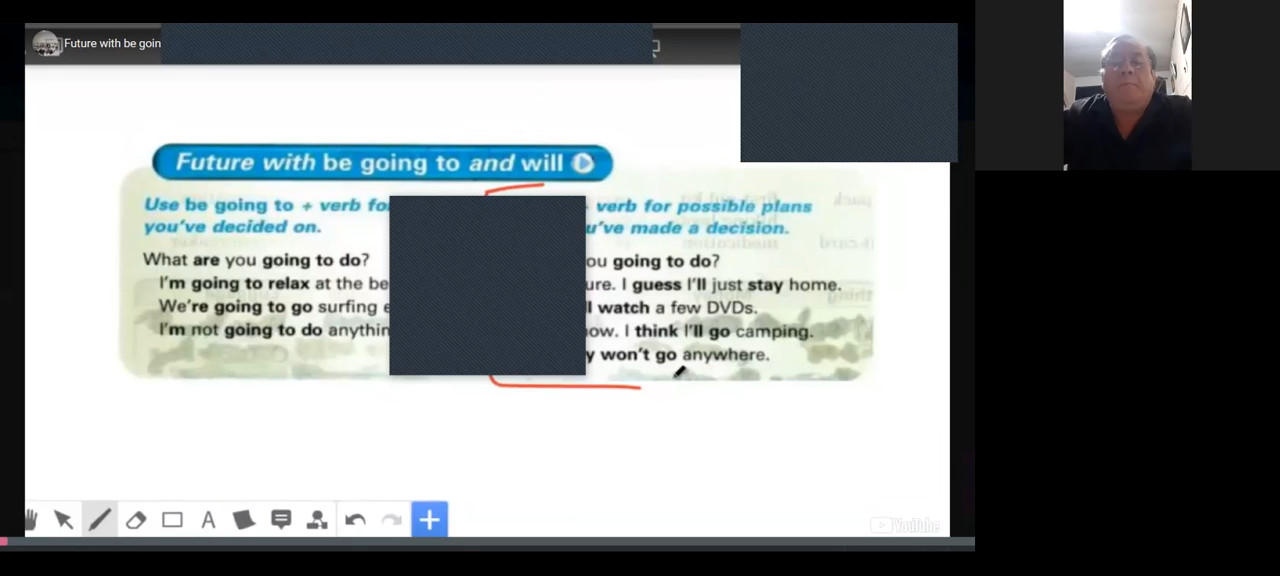 Future with be goin
Future with be going to and will
Use be going to + verb fo
you've decided on.
What are you going to do?
I'm going to relax at the be
We're going to go surfing e
I'm not going to do anythin
verb for possible plans
u've made a decision.
ou going to do?
ure. I guess I'll just stay home.
l watch a few DVDs.
ow. I think I'll go camping.
y won't go anywhere.
A
YouTube